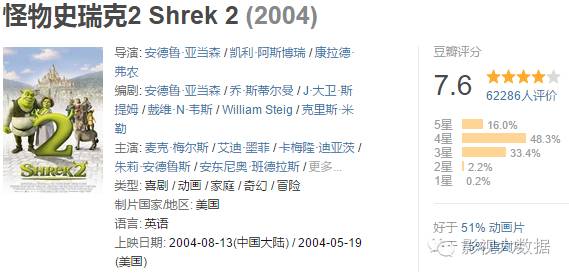 怪物史瑞克2 Shrek 2 (2004)
2
SHREK 2
导演: 安德鲁·亚当森 / 凯利·阿斯博瑞 / 康拉德·
弗农
编剧: 安德鲁·亚当森 / 乔·斯蒂尔曼 / J·大卫·斯
提姆 / 戴维·N·韦斯 / William Steig / 克里斯·米
勒
主演: 麦克·梅尔斯 / 艾迪·墨菲 / 卡梅隆·迪亚茨 /
朱莉·安德鲁斯 / 安东尼奥·班德拉斯 / 更多...
类型: 喜剧 / 动画 / 家庭 / 奇幻 / 冒险
制片国家/地区: 美国
语言: 英语
上映日期: 2004-08-13(中国大陆) / 2004-05-19
(美国)
豆瓣评分
7.6
62286人评价
5星 16.0%
4星 48.3%
3星 33.4%
2星 2.2%
1星 0.2%
好于 51% 动画片
影视大数据